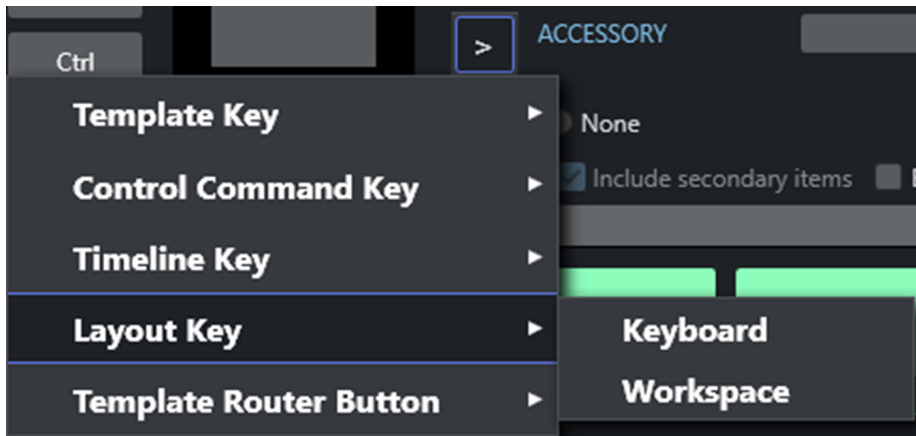 Ctrl
>
ACCESSORY
Template Key
None
Control Command Key
Include secondary items
Timeline Key
Layout Key
Keyboard
Workspace
Template Router Button